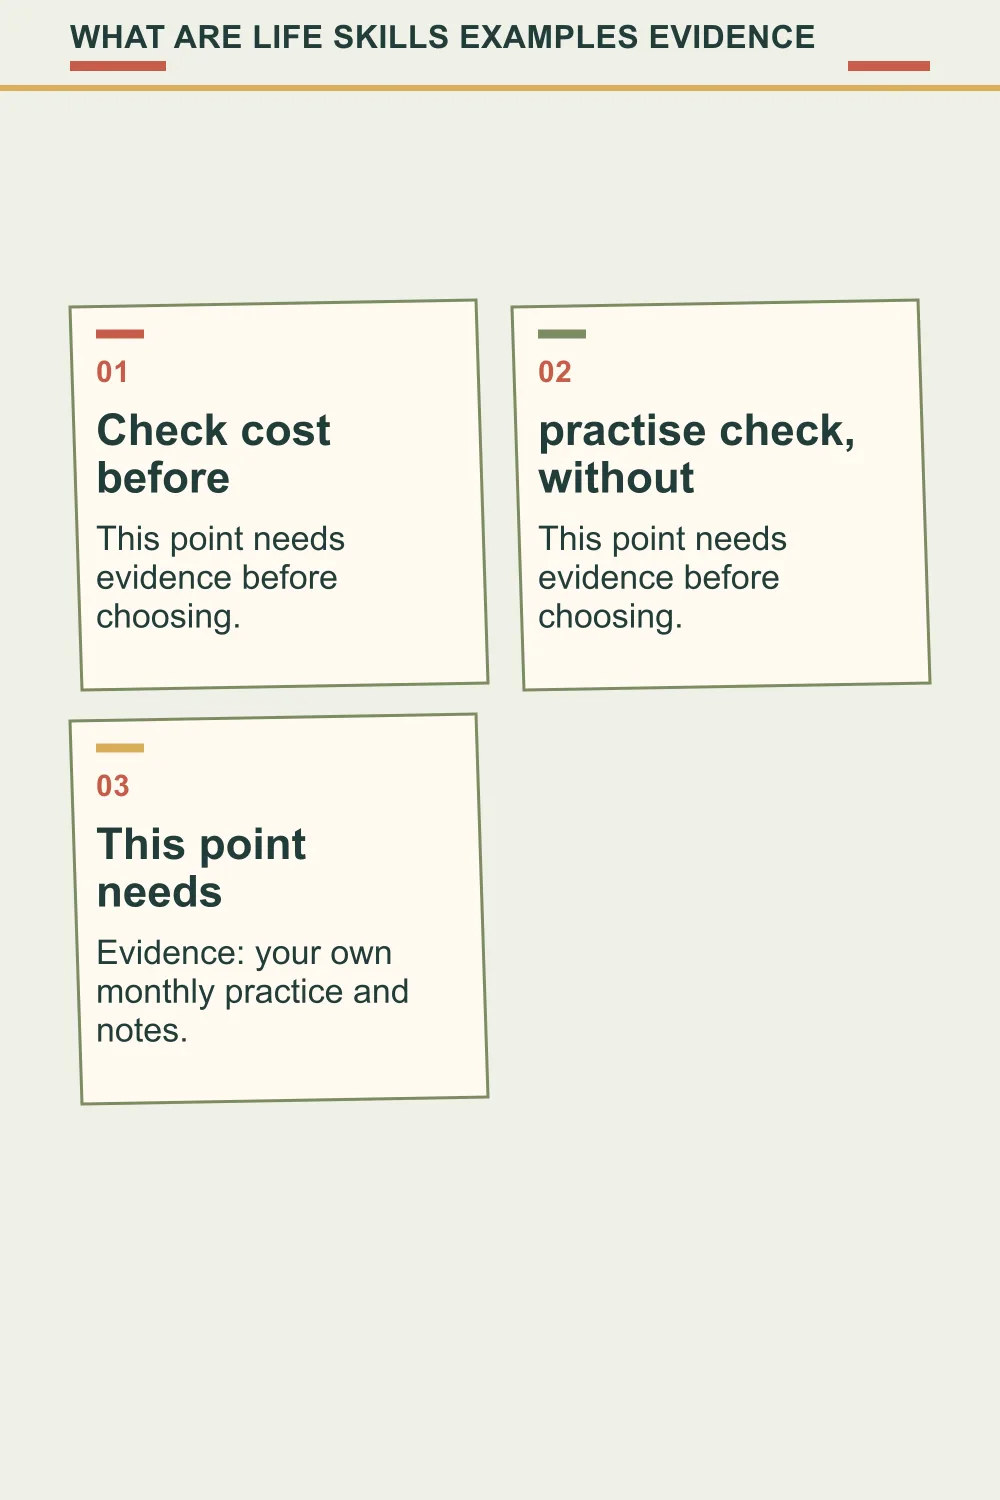 WHAT ARE LIFE SKILLS EXAMPLES EVIDENCE
01
Check cost
before
This point needs
evidence before
choosing.
02
practise check,
without
This point needs
evidence before
choosing.
03
This point
needs
Evidence: your own
monthly practice and
notes.